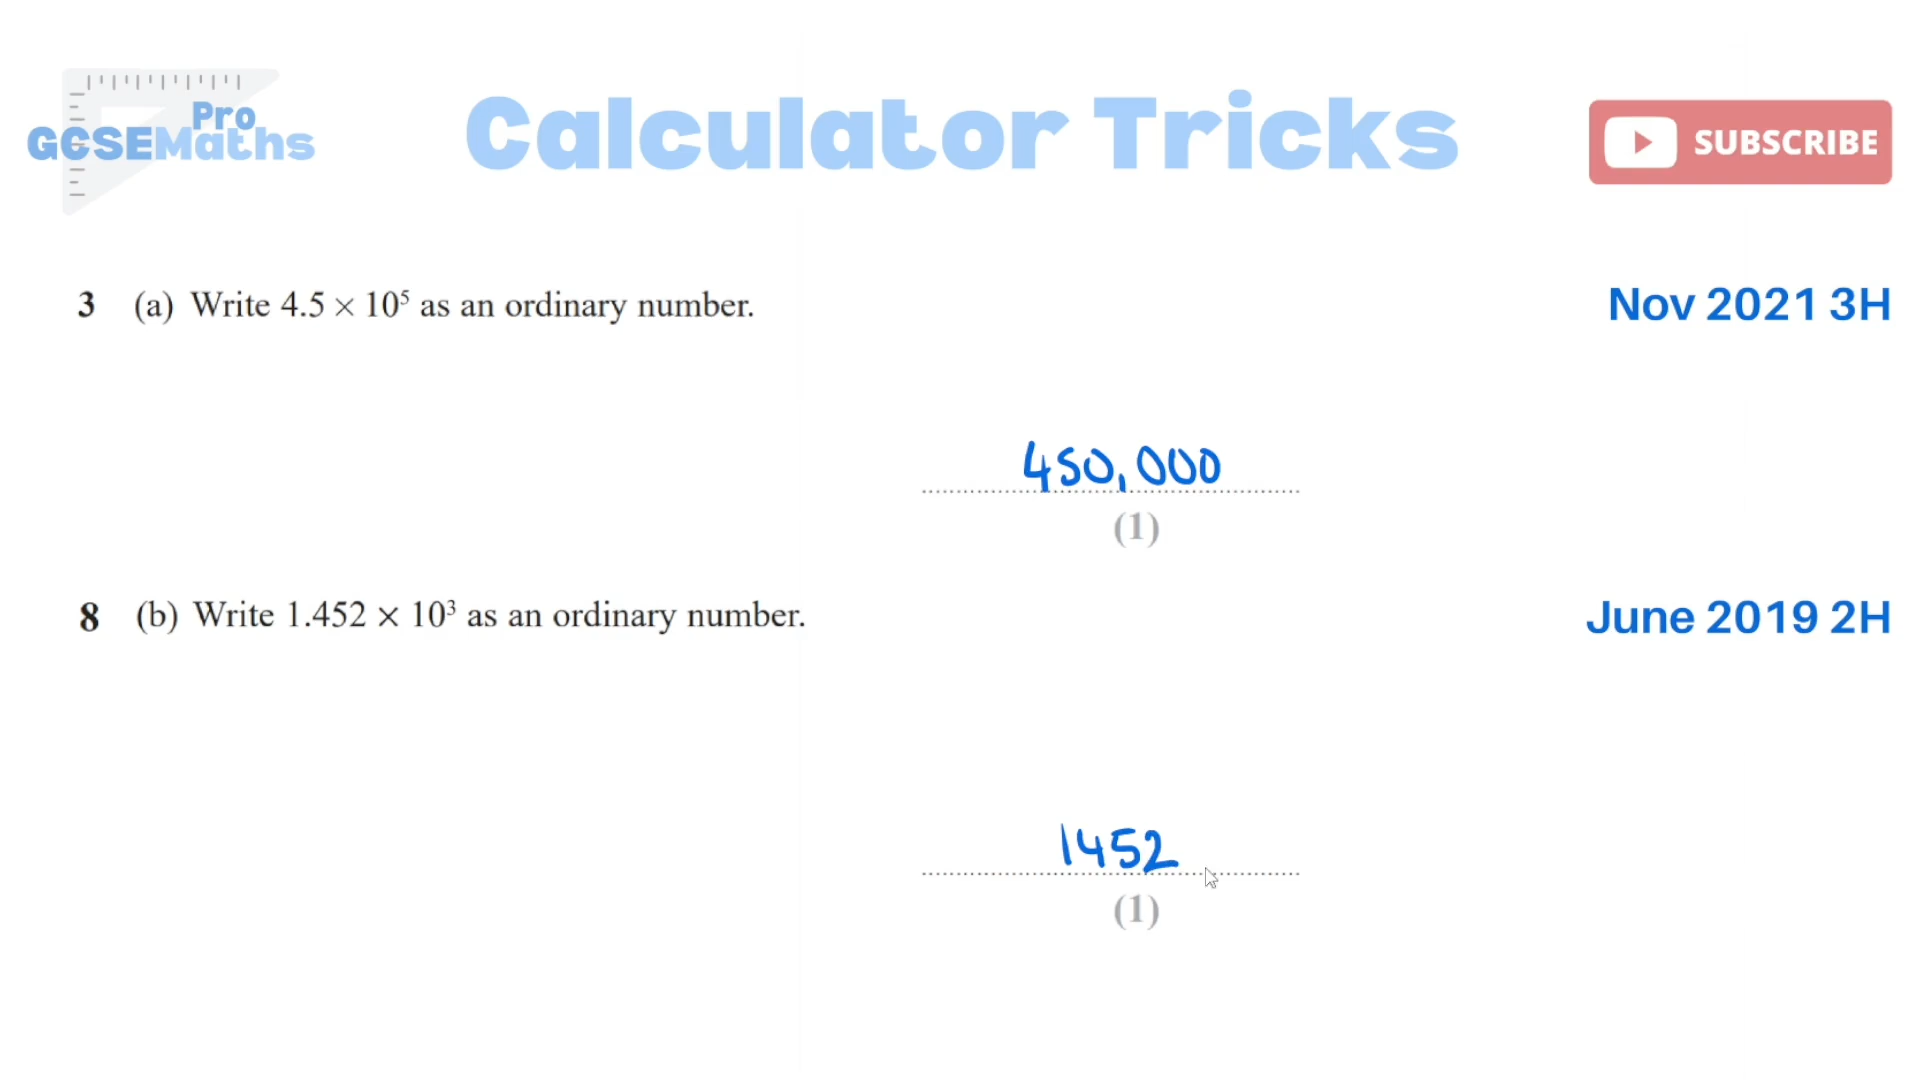 Pro
GCSEMaths
Calculator Tricks
SUBSCRIBE
3 (a) Write 4.5 × 10⁵ as an ordinary number.
Nov 2021 3H
450,000
(1)
8 (b) Write 1.452 × 10³ as an ordinary number.
June 2019 2H
1452
(1)